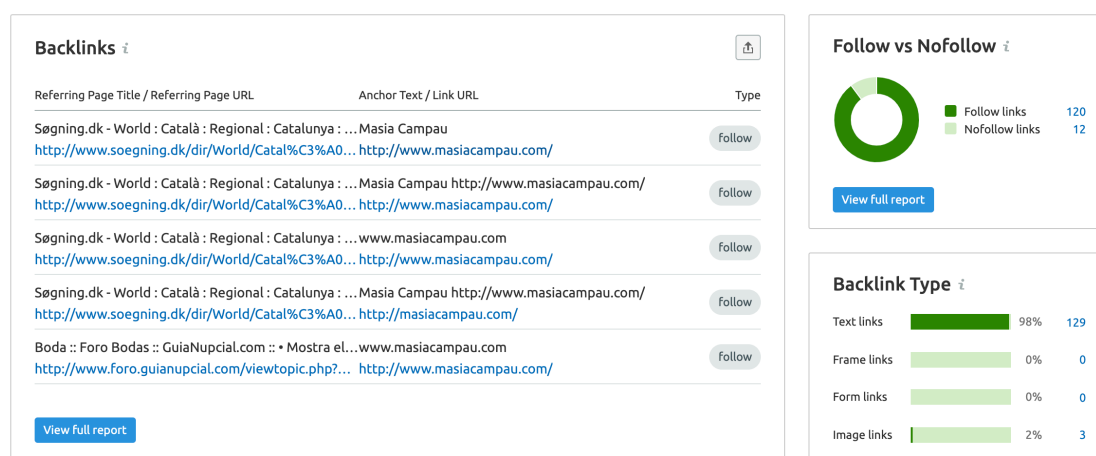 Backlinks i
Referring Page Title / Referring Page URL Anchor Text / Link URL Type
Søgning.dk - World : Català : Regional : Catalunya : ... Masia Campau
http://www.soegning.dk/dir/World/Catal%C3%A0... http://www.masiacampau.com/
follow
Søgning.dk - World : Català : Regional : Catalunya : ... Masia Campau http://www.masiacampau.com/
http://www.soegning.dk/dir/World/Catal%C3%A0... http://www.masiacampau.com/
follow
Søgning.dk - World : Català : Regional : Catalunya : ... www.masiacampau.com
http://www.soegning.dk/dir/World/Catal%C3%A0... http://www.masiacampau.com/
follow
Søgning.dk - World : Català : Regional : Catalunya : ... Masia Campau http://www.masiacampau.com/
http://www.soegning.dk/dir/World/Catal%C3%A0... http://masiacampau.com/
follow
Boda :: Foro Bodas :: GuiaNupcial.com :: • Mostra el... www.masiacampau.com
http://www.foro.guianupcial.com/viewtopic.php?... http://www.masiacampau.com/
follow
View full report
Follow vs Nofollow i
Follow links 120
Nofollow links 12
View full report
Backlink Type i
Text links 98% 129
Frame links 0% 0
Form links 0% 0
Image links 2% 3